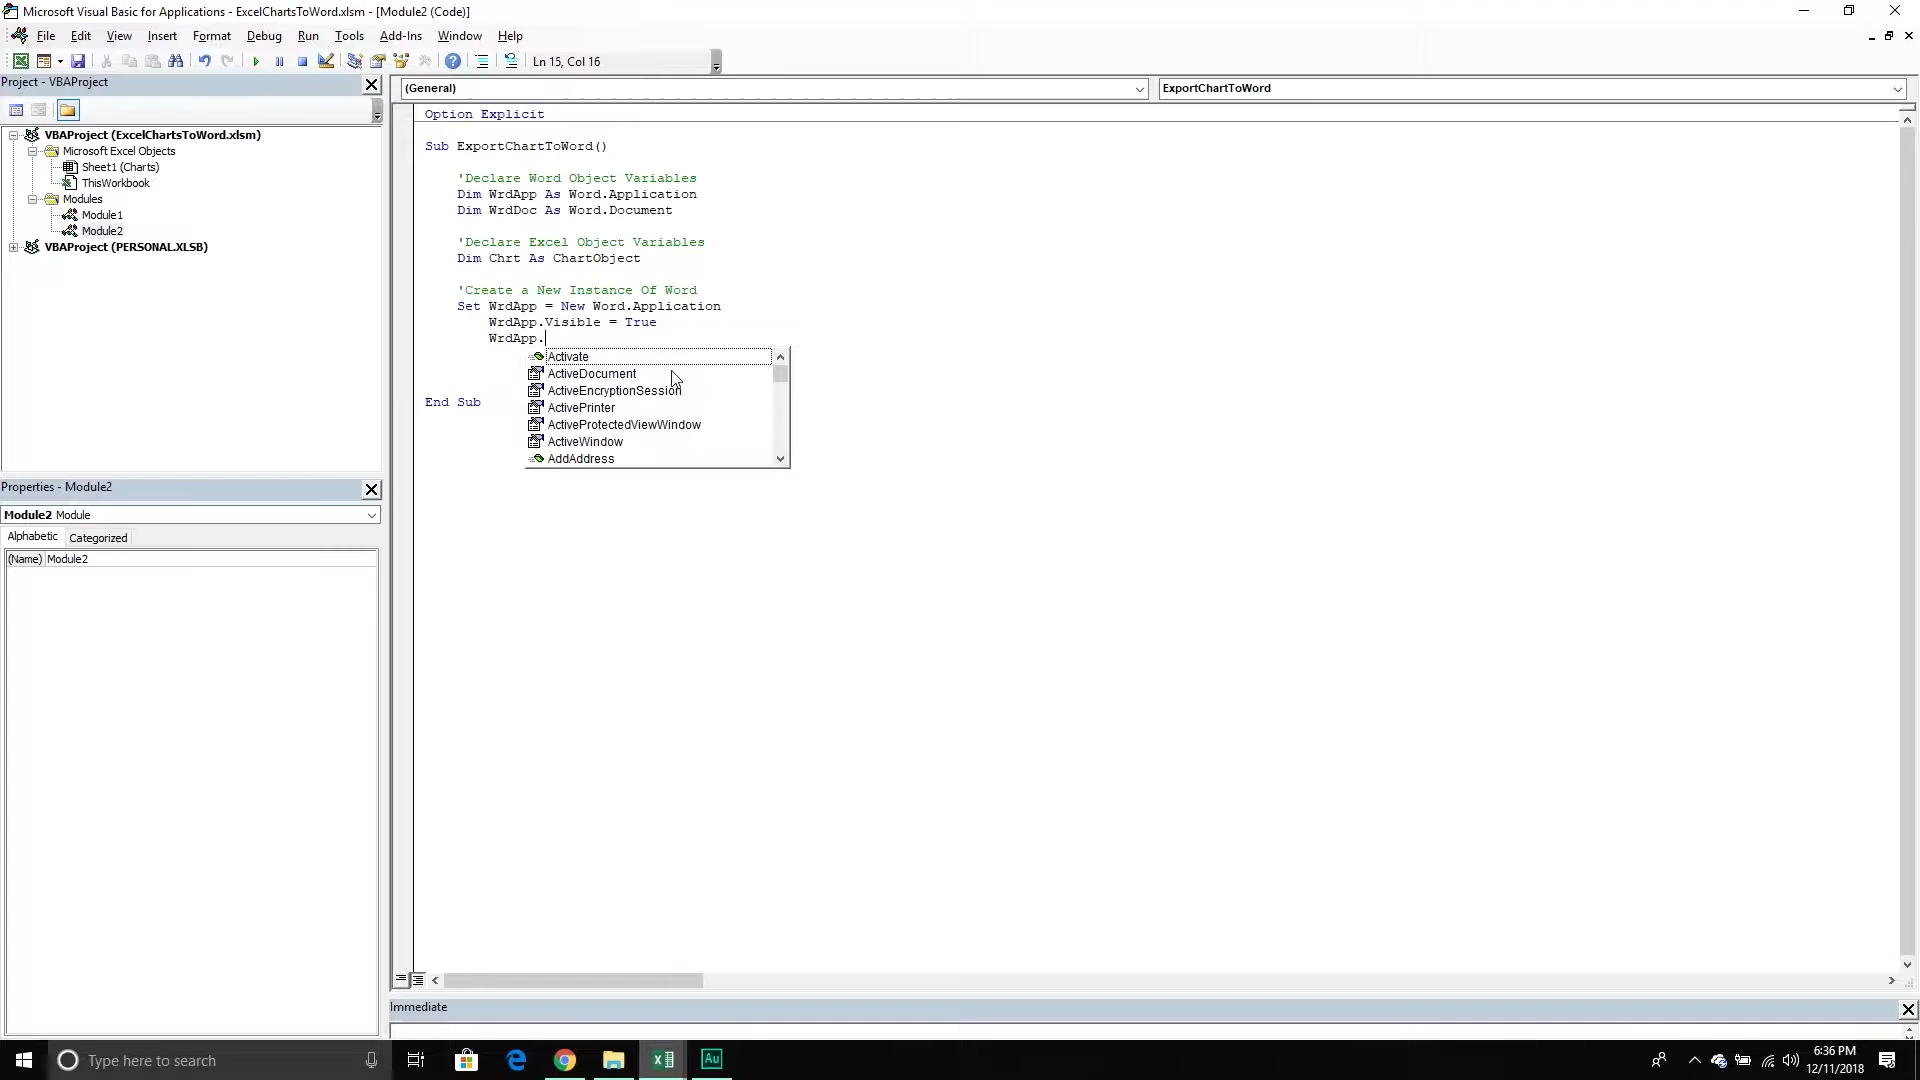 Microsoft Visual Basic for Applications - ExcelChartsToWord.xlsm - [Module2 (Code)]
File Edit View Insert Format Debug Run Tools Add-Ins Window Help
Ln 15, Col 16
Project - VBAProject
VBAProject (ExcelChartsToWord.xlsm)
Microsoft Excel Objects
Sheet1 (Charts)
ThisWorkbook
Modules
Module1
Module2
VBAProject (PERSONAL.XLSB)
Properties - Module2
Module2 Module
Alphabetic Categorized
(Name) Module2
(General) ExportChartToWord
Option Explicit
Sub ExportChartToWord()
'Declare Word Object Variables
Dim WrdApp As Word.Application
Dim WrdDoc As Word.Document
'Declare Excel Object Variables
Dim Chrt As ChartObject
'Create a New Instance Of Word
Set WrdApp = New Word.Application
WrdApp.Visible = True
WrdApp.
Activate
ActiveDocument
ActiveEncryptionSession
ActivePrinter
ActiveProtectedViewWindow
ActiveWindow
AddAddress
End Sub
Immediate
Type here to search
Au
6:36 PM
12/11/2018